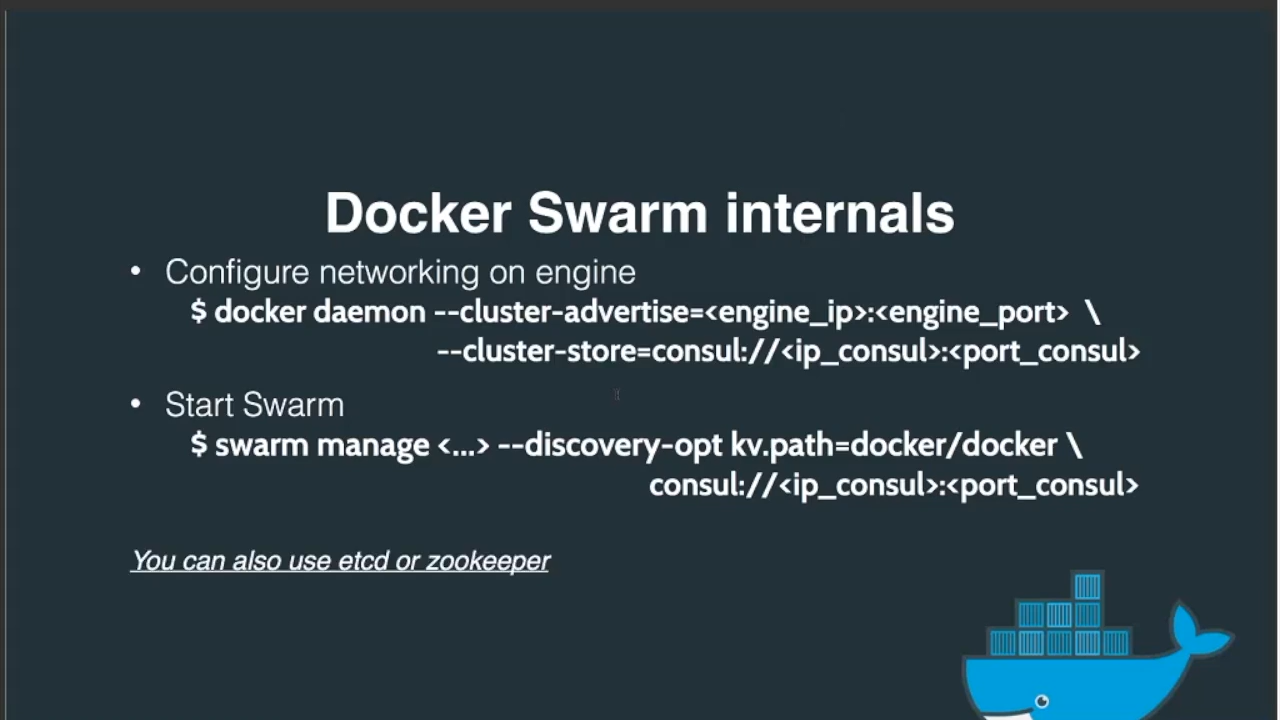 Docker Swarm internals
• Configure networking on engine
$ docker daemon --cluster-advertise=<engine_ip>:<engine_port> \
--cluster-store=consul://<ip_consul>:<port_consul>
• Start Swarm
$ swarm manage <...> --discovery-opt kv.path=docker/docker \
consul://<ip_consul>:<port_consul>
You can also use etcd or zookeeper